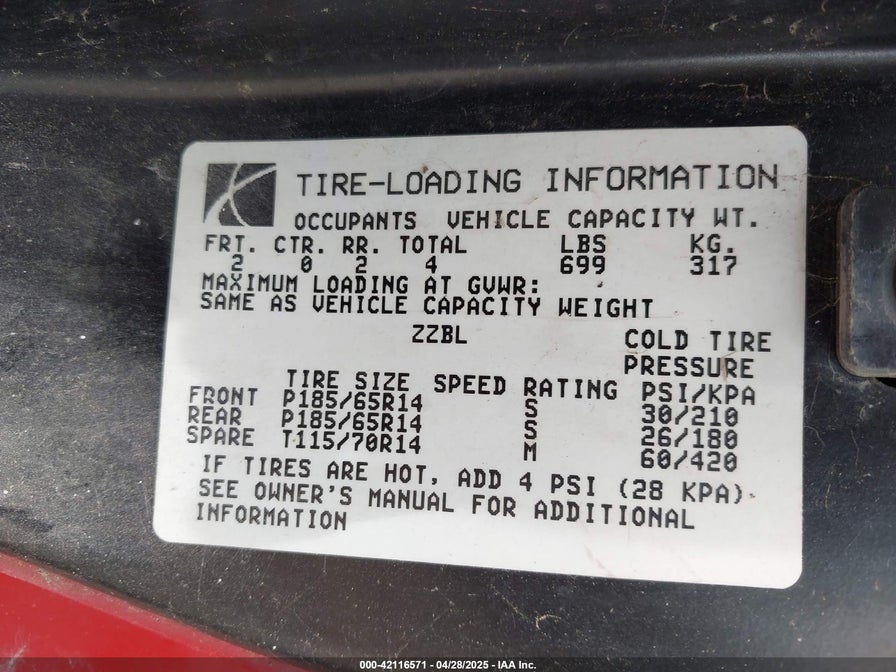 TIRE-LOADING INFORMATION
OCCUPANTS VEHICLE CAPACITY WT.
FRT. CTR. RR. TOTAL LBS KG.
2 0 2 4 699 317
MAXIMUM LOADING AT GVWR:
SAME AS VEHICLE CAPACITY WEIGHT
ZZBL COLD TIRE
PRESSURE
TIRE SIZE SPEED RATING PSI/KPA
FRONT P185/65R14 S 30/210
REAR P185/65R14 S 26/180
SPARE T115/70R14 M 60/420
IF TIRES ARE HOT, ADD 4 PSI (28 KPA).
SEE OWNER'S MANUAL FOR ADDITIONAL
INFORMATION
000-42116571 - 04/28/2025 - IAA Inc.